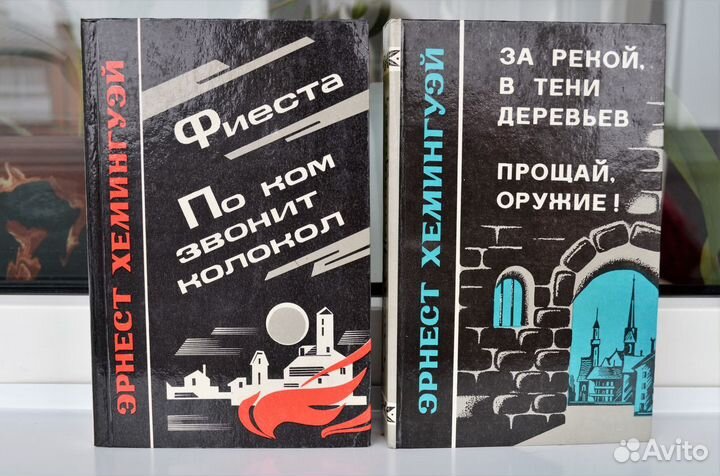 ЭРНЕСТ ХЕМИНГУЭЙ
Фиеста
По ком
звонит
колокол
ЭРНЕСТ ХЕМИНГУЭЙ
ЗА РЕКОЙ,
В ТЕНИ
ДЕРЕВЬЕВ
ПРОЩАЙ,
ОРУЖИЕ!
Avito